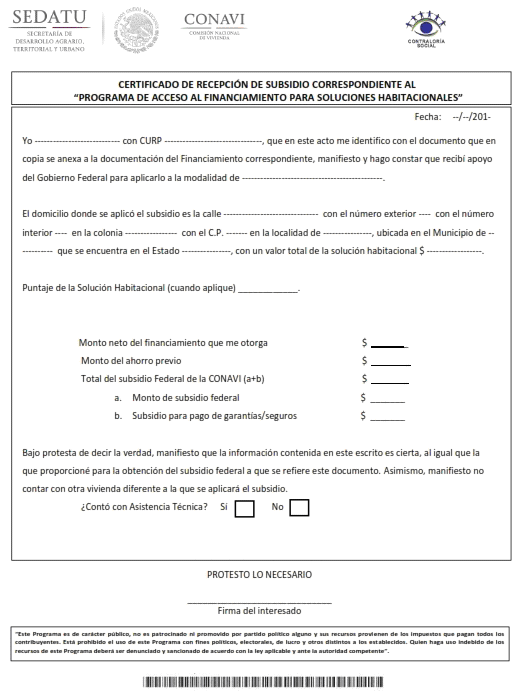 SEDATU
SECRETARÍA DE
DESARROLLO AGRARIO,
TERRITORIAL Y URBANO
CONAVI
COMISIÓN NACIONAL
DE VIVIENDA
CONTRALORÍA
SOCIAL
CERTIFICADO DE RECEPCIÓN DE SUBSIDIO CORRESPONDIENTE AL
“PROGRAMA DE ACCESO AL FINANCIAMIENTO PARA SOLUCIONES HABITACIONALES”
Fecha: --/--/201-
Yo -------------------------- con CURP ------------------------------, que en este acto me identifico con el documento que en
copia se anexa a la documentación del Financiamiento correspondiente, manifiesto y hago constar que recibí apoyo
del Gobierno Federal para aplicarlo a la modalidad de -------------------------------------------.
El domicilio donde se aplicó el subsidio es la calle ----------------------------- con el número exterior ---- con el número
interior ---- en la colonia ---------------- con el C.P. ------- en la localidad de ---------------, ubicada en el Municipio de --
---------- que se encuentra en el Estado ---------------, con un valor total de la solución habitacional $ -----------------.
Puntaje de la Solución Habitacional (cuando aplique) ____________.
Monto neto del financiamiento que me otorga $ ________
Monto del ahorro previo $ ________
Total del subsidio Federal de la CONAVI (a+b) $ ________
a. Monto de subsidio federal $ _______
b. Subsidio para pago de garantías/seguros $ _______
Bajo protesta de decir la verdad, manifiesto que la información contenida en este escrito es cierta, al igual que la
que proporcioné para la obtención del subsidio federal a que se refiere este documento. Asimismo, manifiesto no
contar con otra vivienda diferente a la que se aplicará el subsidio.
¿Contó con Asistencia Técnica? Sí No
PROTESTO LO NECESARIO
______________________________
Firma del interesado
"Este Programa es de carácter público, no es patrocinado ni promovido por partido político alguno y sus recursos provienen de los impuestos que pagan todos los
contribuyentes. Está prohibido el uso de este Programa con fines políticos, electorales, de lucro y otros distintos a los establecidos. Quien haga uso indebido de los
recursos de este Programa deberá ser denunciado y sancionado de acuerdo con la ley aplicable y ante la autoridad competente".